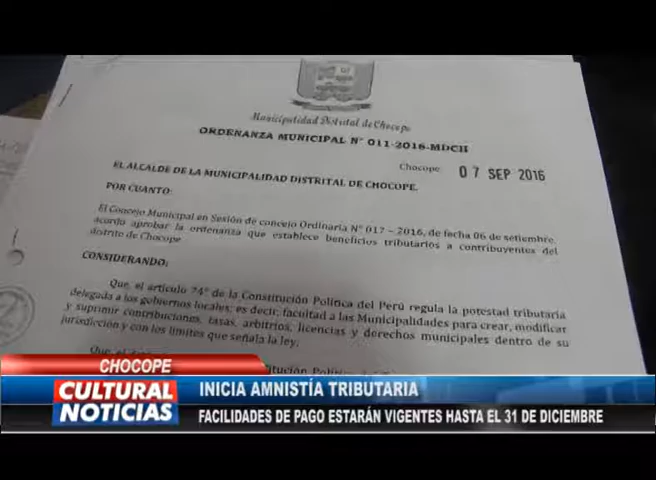 Municipalidad Distrital de Chocope
ORDENANZA MUNICIPAL N° 011-2016-MDCH
Chocope, 07 SEP 2016
EL ALCALDE DE LA MUNICIPALIDAD DISTRITAL DE CHOCOPE.
POR CUANTO:
El Concejo Municipal en Sesión de concejo Ordinaria N° 017 – 2016, de fecha 06 de setiembre,
acordo aprobar la ordenanza que establece beneficios tributarios a contribuyentes del
distrito de Chocope
CONSIDERANDO:
Que, el artículo 74° de la Constitución Política del Perú regula la potestad tributaria
delegada a los gobiernos locales; es decir, facultad a las Municipalidades para crear, modificar
y suprimir contribuciones, tasas, arbitrios, licencias y derechos municipales dentro de su
jurisdicción y con los límites que señala la ley.
Que,
CHOCOPE
CULTURAL
NOTICIAS
INICIA AMNISTÍA TRIBUTARIA
FACILIDADES DE PAGO ESTARÁN VIGENTES HASTA EL 31 DE DICIEMBRE